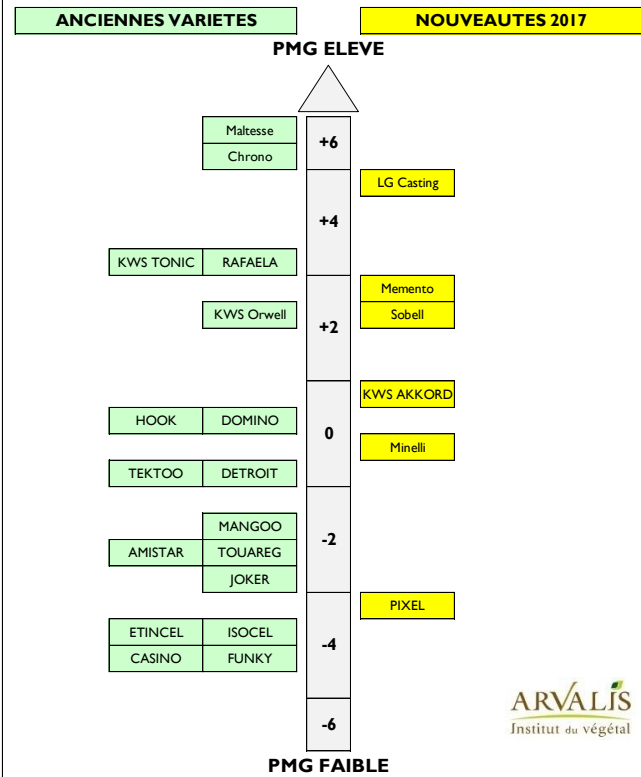 ANCIENNES VARIETES NOUVEAUTES 2017
PMG ELEVE
Maltesse
+6
Chrono
LG Casting
+4
KWS TONIC RAFAELA
Memento
KWS Orwell +2 Sobell
KWS AKKORD
HOOK DOMINO 0
Minelli
TEKTOO DETROIT
MANGOO
AMISTAR TOUAREG -2
JOKER
PIXEL
ETINCEL ISOCEL
-4
CASINO FUNKY
ARVALIS
Institut du végétal
-6
PMG FAIBLE